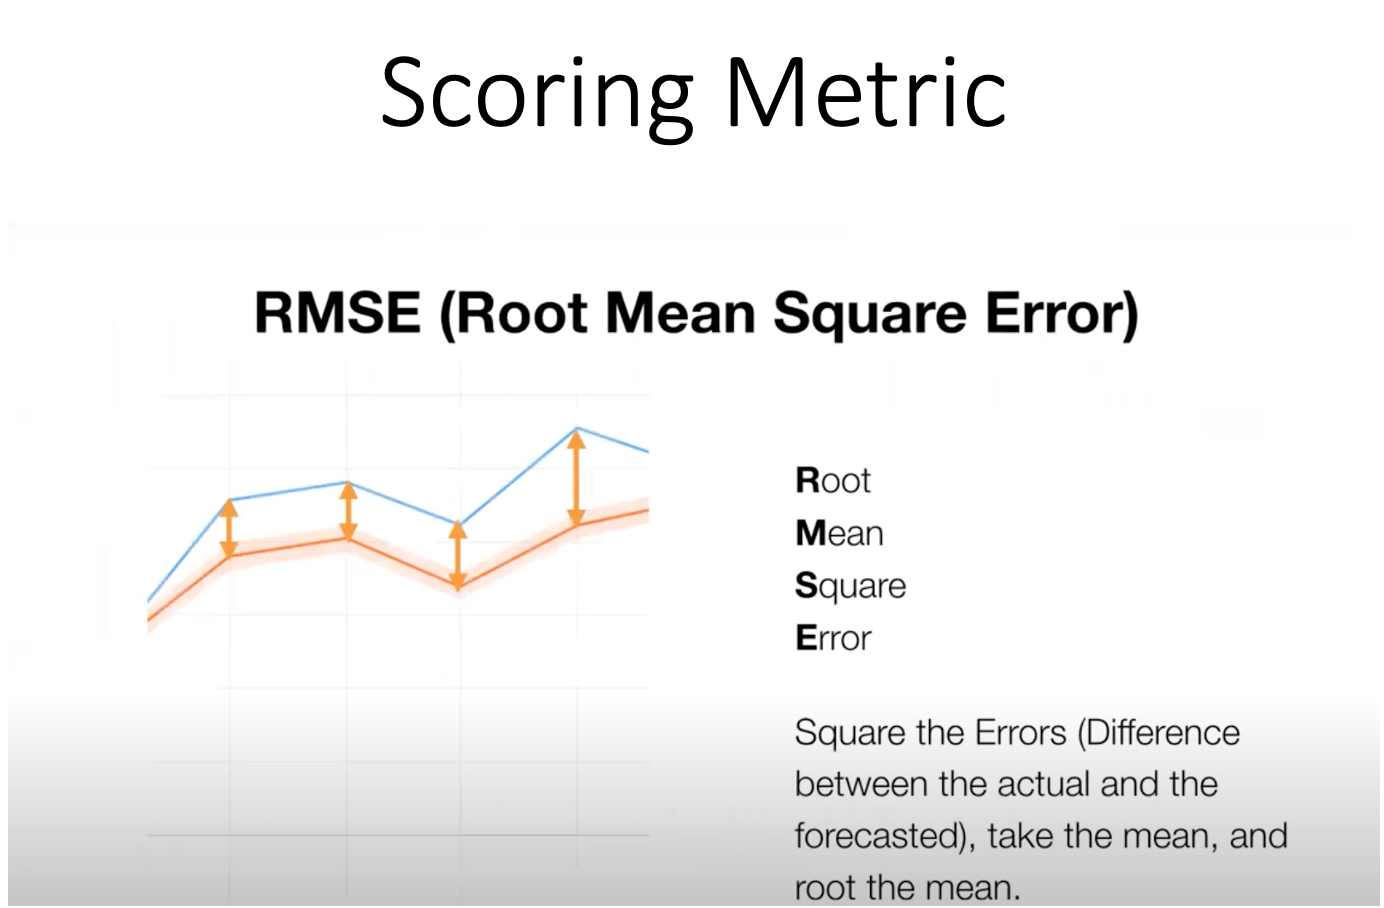 Scoring Metric
RMSE (Root Mean Square Error)
Root
Mean
Square
Error
Square the Errors (Difference
between the actual and the
forecasted), take the mean, and
root the mean.